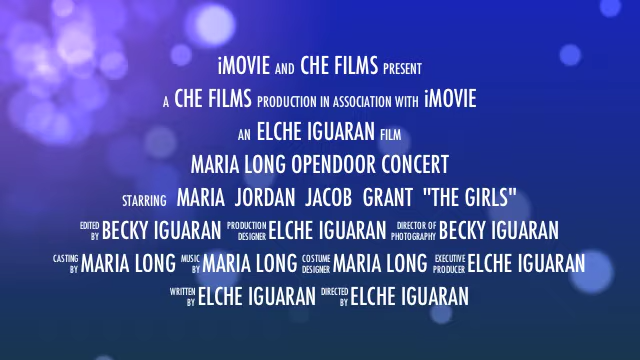 iMOVIE AND CHE FILMS PRESENT
A CHE FILMS PRODUCTION IN ASSOCIATION WITH iMOVIE
AN ELCHE IGUARAN FILM
MARIA LONG OPENDOOR CONCERT
STARRING MARIA JORDAN JACOB GRANT "THE GIRLS"
EDITED BY BECKY IGUARAN PRODUCTION DESIGNER ELCHE IGUARAN DIRECTOR OF PHOTOGRAPHY BECKY IGUARAN
CASTING BY MARIA LONG MUSIC BY MARIA LONG COSTUME DESIGNER MARIA LONG EXECUTIVE PRODUCER ELCHE IGUARAN
WRITTEN BY ELCHE IGUARAN DIRECTED BY ELCHE IGUARAN